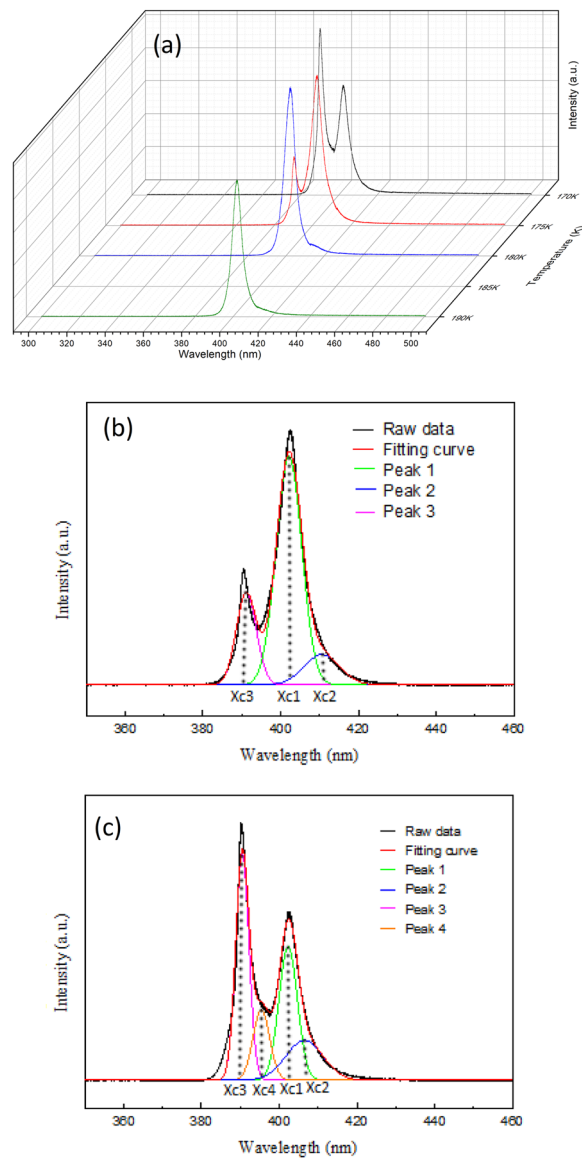 (a)
Intensity (a.u.)
170K
175K
180K
185K
190K
Temperature (K)
300 320 340 360 380 400 420 440 460 480 500
Wavelength (nm)
(b)
Raw data
Fitting curve
Peak 1
Peak 2
Peak 3
Intensity (a.u.)
Xc3 Xc1 Xc2
360 380 400 420 440 460
Wavelength (nm)
(c)
Raw data
Fitting curve
Peak 1
Peak 2
Peak 3
Peak 4
Intensity (a.u.)
Xc3 Xc4 Xc1 Xc2
360 380 400 420 440 460
Wavelength (nm)